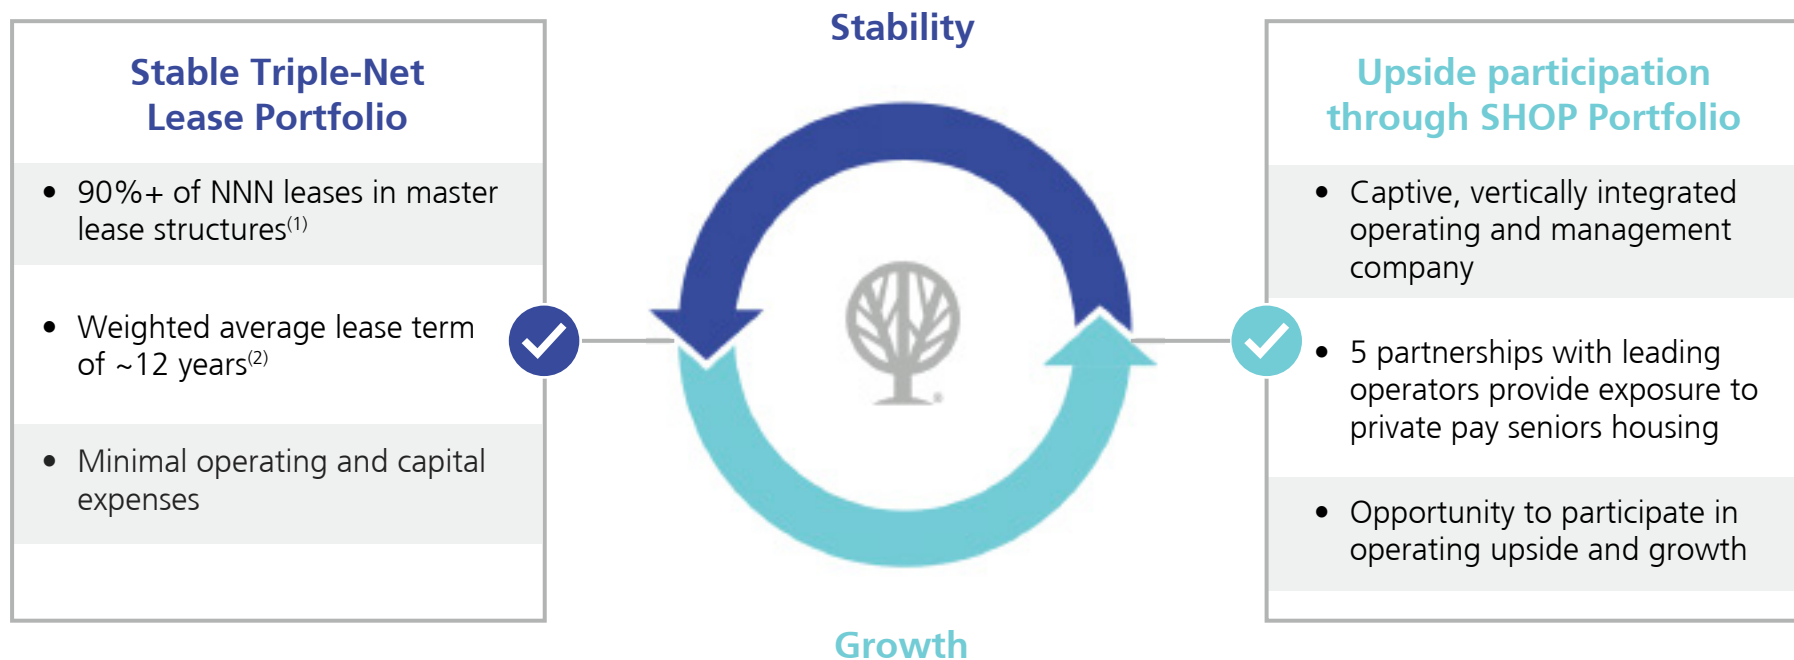 Stability
Stable Triple-Net
Lease Portfolio
• 90%+ of NNN leases in master
lease structures(1)
• Weighted average lease term
of ~12 years(2)
• Minimal operating and capital
expenses
Upside participation
through SHOP Portfolio
• Captive, vertically integrated
operating and management
company
• 5 partnerships with leading
operators provide exposure to
private pay seniors housing
• Opportunity to participate in
operating upside and growth
Growth
®